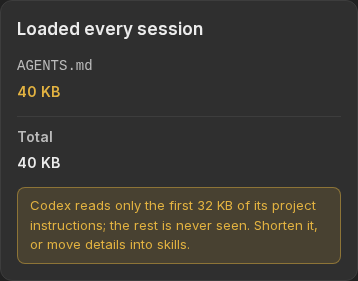 Loaded every session
AGENTS.md
40 KB
Total
40 KB
Codex reads only the first 32 KB of its project
instructions; the rest is never seen. Shorten it,
or move details into skills.